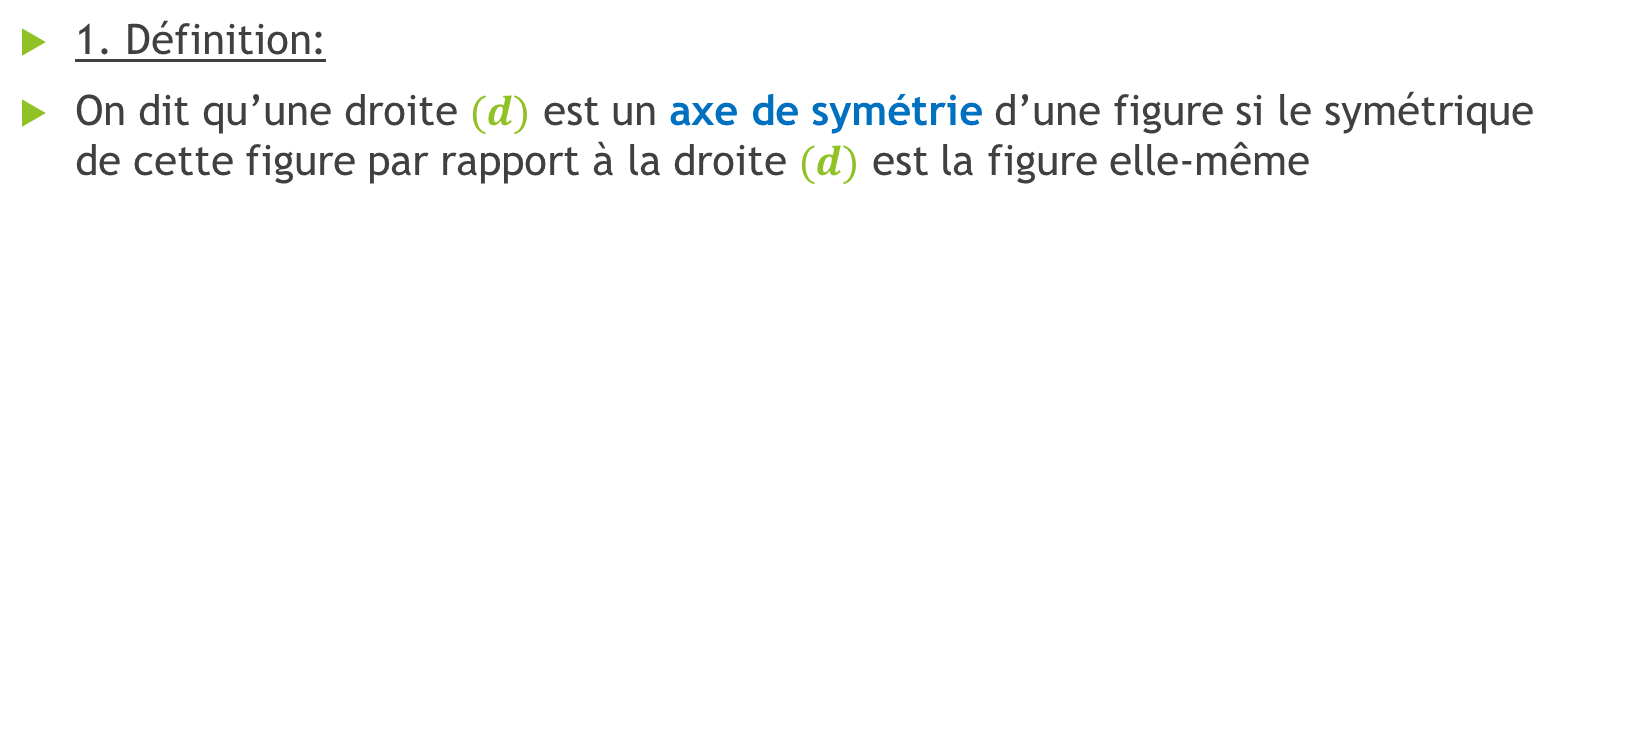 1. Définition:
On dit qu’une droite (d) est un axe de symétrie d’une figure si le symétrique
de cette figure par rapport à la droite (d) est la figure elle-même